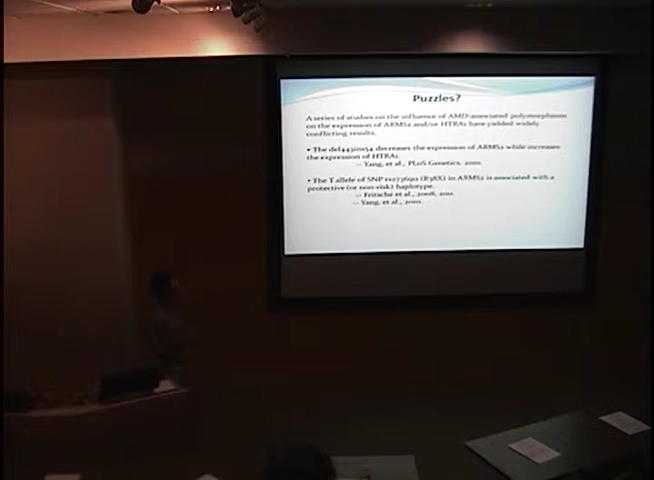 Puzzles?
A series of studies on the influence of AMD-associated polymorphisms
on the expression of ARMS2 and/or HTRA1 have yielded widely
conflicting results.
• The del443ins54 decreases the expression of ARMS2 while increases
the expression of HTRA1.
-- Yang, et al., PLoS Genetics, 2010.
• The T allele of SNP rs2736911 (R38X) in ARMS2 is associated with a
protective (or non-risk) haplotype.
-- Fritsche et al., 2008, 2011.
-- Yang, et al., 2010.